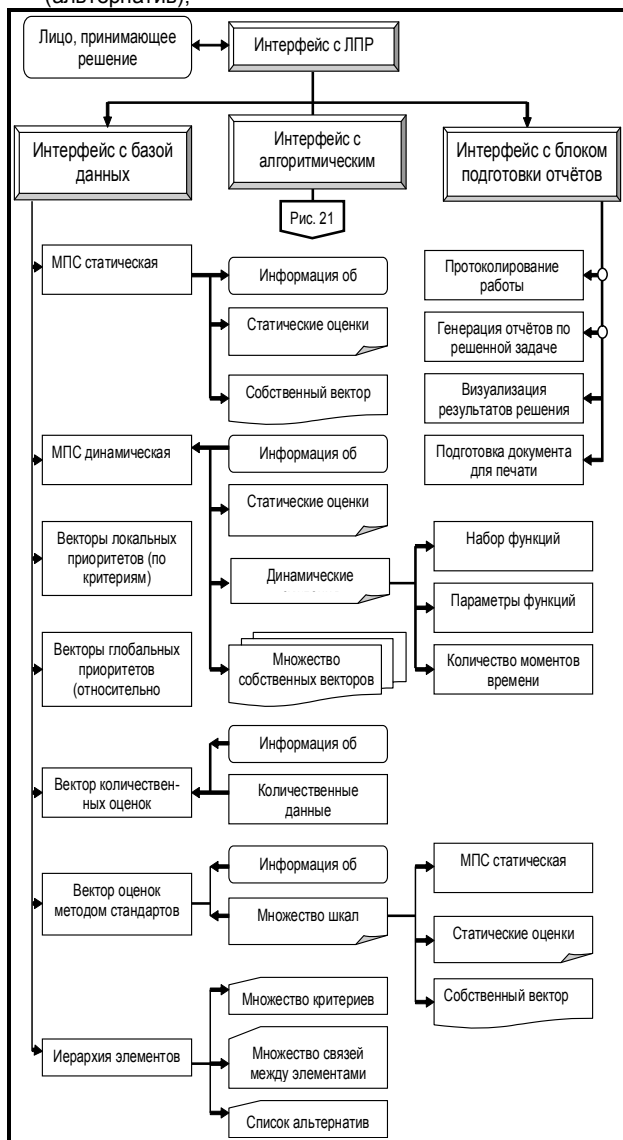 (альтернатив),
Лицо, принимающее
решение
Интерфейс с ЛПР
Интерфейс с базой
данных
Интерфейс с
алгоритмическим
Интерфейс с блоком
подготовки отчётов
Рис. 21
МПС статическая
Информация об
Статические оценки
Собственный вектор
Протоколирование
работы
Генерация отчётов по
решенной задаче
Визуализация
результатов решения
Подготовка документа
для печати
МПС динамическая
Информация об
Статические оценки
Динамические
Множество
собственных векторов
Набор функций
Параметры функций
Количество моментов
времени
Векторы локальных
приоритетов (по
критериям)
Векторы глобальных
приоритетов
(относительно
Вектор количествен-
ных оценок
Информация об
Количественные
данные
Вектор оценок
методом стандартов
Информация об
Множество шкал
МПС статическая
Статические оценки
Собственный вектор
Иерархия элементов
Множество критериев
Множество связей
между элементами
Список альтернатив